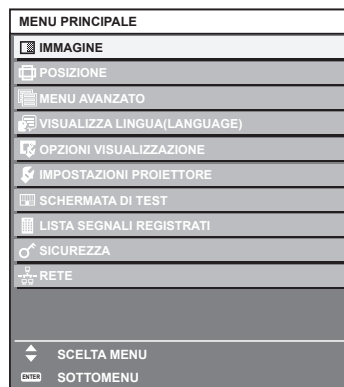 MENU PRINCIPALE
IMMAGINE
POSIZIONE
MENU AVANZATO
VISUALIZZA LINGUA(LANGUAGE)
OPZIONI VISUALIZZAZIONE
IMPOSTAZIONI PROIETTORE
SCHERMATA DI TEST
LISTA SEGNALI REGISTRATI
SICUREZZA
RETE
SCELTA MENU
ENTER SOTTOMENU